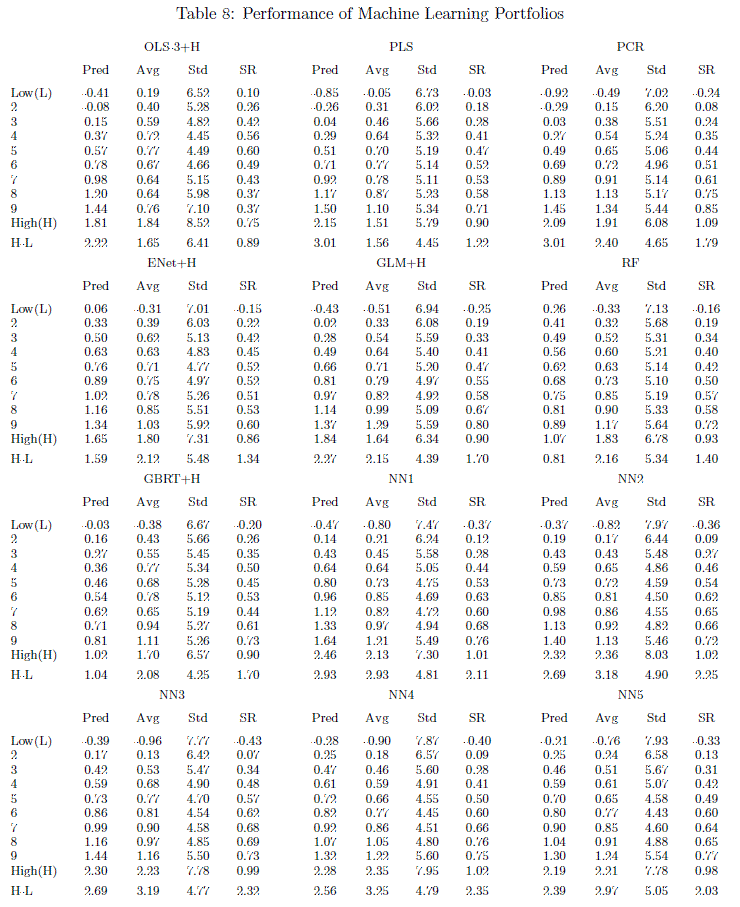 Table 8: Performance of Machine Learning Portfolios
OLS-3+H PLS PCR
Pred Avg Std SR Pred Avg Std SR Pred Avg Std SR
Low(L) -0.41 0.19 6.52 0.10 -0.85 -0.05 6.73 -0.03 -0.92 -0.49 7.02 -0.24
2 -0.08 0.40 5.28 0.26 -0.26 0.31 6.02 0.18 -0.29 0.15 6.20 0.08
3 0.15 0.59 4.82 0.42 0.04 0.46 5.66 0.28 0.03 0.38 5.51 0.24
4 0.37 0.72 4.45 0.56 0.29 0.64 5.32 0.41 0.27 0.54 5.24 0.35
5 0.57 0.77 4.49 0.60 0.51 0.70 5.19 0.47 0.49 0.65 5.06 0.44
6 0.78 0.67 4.66 0.49 0.71 0.77 5.14 0.52 0.69 0.72 4.96 0.51
7 0.98 0.64 5.15 0.43 0.92 0.78 5.11 0.53 0.89 0.91 5.14 0.61
8 1.20 0.64 5.98 0.37 1.17 0.87 5.23 0.58 1.13 1.13 5.17 0.75
9 1.44 0.76 7.10 0.37 1.50 1.10 5.34 0.71 1.45 1.34 5.44 0.85
High(H) 1.81 1.84 8.52 0.75 2.15 1.51 5.79 0.90 2.09 1.91 6.08 1.09
H-L 2.22 1.65 6.41 0.89 3.01 1.56 4.45 1.22 3.01 2.40 4.65 1.79
ENet+H GLM+H RF
Pred Avg Std SR Pred Avg Std SR Pred Avg Std SR
Low(L) 0.06 -0.31 7.01 -0.15 -0.43 -0.51 6.94 -0.25 0.26 -0.33 7.13 -0.16
2 0.33 0.39 6.03 0.22 0.02 0.33 6.08 0.19 0.41 0.32 5.68 0.19
3 0.50 0.62 5.13 0.42 0.28 0.54 5.59 0.33 0.49 0.52 5.31 0.34
4 0.63 0.63 4.83 0.45 0.49 0.64 5.40 0.41 0.56 0.60 5.21 0.40
5 0.76 0.71 4.77 0.52 0.66 0.71 5.20 0.47 0.62 0.63 5.14 0.42
6 0.89 0.75 4.97 0.52 0.81 0.79 4.97 0.55 0.68 0.73 5.10 0.50
7 1.02 0.78 5.26 0.51 0.97 0.82 4.92 0.58 0.75 0.85 5.19 0.57
8 1.16 0.85 5.51 0.53 1.14 0.99 5.09 0.67 0.81 0.90 5.33 0.58
9 1.34 1.03 5.92 0.60 1.37 1.29 5.59 0.80 0.89 1.17 5.64 0.72
High(H) 1.65 1.80 7.31 0.86 1.84 1.64 6.34 0.90 1.07 1.83 6.78 0.93
H-L 1.59 2.12 5.48 1.34 2.27 2.15 4.39 1.70 0.81 2.16 5.34 1.40
GBRT+H NN1 NN2
Pred Avg Std SR Pred Avg Std SR Pred Avg Std SR
Low(L) -0.03 -0.38 6.67 -0.20 -0.47 -0.80 7.47 -0.37 -0.37 -0.82 7.97 -0.36
2 0.16 0.43 5.66 0.26 0.14 0.21 6.24 0.12 0.19 0.17 6.44 0.09
3 0.27 0.55 5.45 0.35 0.43 0.45 5.58 0.28 0.43 0.43 5.48 0.27
4 0.36 0.77 5.34 0.50 0.64 0.64 5.05 0.44 0.59 0.65 4.86 0.46
5 0.46 0.68 5.28 0.45 0.80 0.73 4.75 0.53 0.73 0.72 4.59 0.54
6 0.54 0.78 5.12 0.53 0.96 0.85 4.69 0.63 0.85 0.81 4.50 0.62
7 0.62 0.65 5.19 0.44 1.12 0.82 4.72 0.60 0.98 0.86 4.55 0.65
8 0.71 0.94 5.27 0.61 1.33 0.97 4.94 0.68 1.13 0.92 4.82 0.66
9 0.81 1.11 5.26 0.73 1.64 1.21 5.49 0.76 1.40 1.13 5.46 0.72
High(H) 1.02 1.70 6.57 0.90 2.46 2.13 7.30 1.01 2.32 2.36 8.03 1.02
H-L 1.04 2.08 4.25 1.70 2.93 2.93 4.81 2.11 2.69 3.18 4.90 2.25
NN3 NN4 NN5
Pred Avg Std SR Pred Avg Std SR Pred Avg Std SR
Low(L) -0.39 -0.96 7.77 -0.43 -0.28 -0.90 7.87 -0.40 -0.21 -0.76 7.93 -0.33
2 0.17 0.13 6.42 0.07 0.25 0.18 6.57 0.09 0.25 0.24 6.58 0.13
3 0.42 0.53 5.47 0.34 0.47 0.46 5.60 0.28 0.46 0.51 5.67 0.31
4 0.59 0.68 4.90 0.48 0.61 0.59 4.91 0.41 0.59 0.61 5.07 0.42
5 0.73 0.77 4.70 0.57 0.72 0.66 4.55 0.50 0.70 0.65 4.58 0.49
6 0.86 0.81 4.54 0.62 0.82 0.77 4.45 0.60 0.80 0.77 4.43 0.60
7 0.99 0.90 4.58 0.68 0.92 0.86 4.51 0.66 0.90 0.85 4.60 0.64
8 1.16 0.97 4.85 0.69 1.07 1.05 4.80 0.76 1.04 0.91 4.88 0.65
9 1.44 1.16 5.50 0.73 1.32 1.22 5.60 0.75 1.30 1.24 5.54 0.77
High(H) 2.30 2.23 7.78 0.99 2.28 2.35 7.95 1.02 2.19 2.21 7.78 0.98
H-L 2.69 3.19 4.77 2.32 2.56 3.25 4.79 2.35 2.39 2.97 5.05 2.03